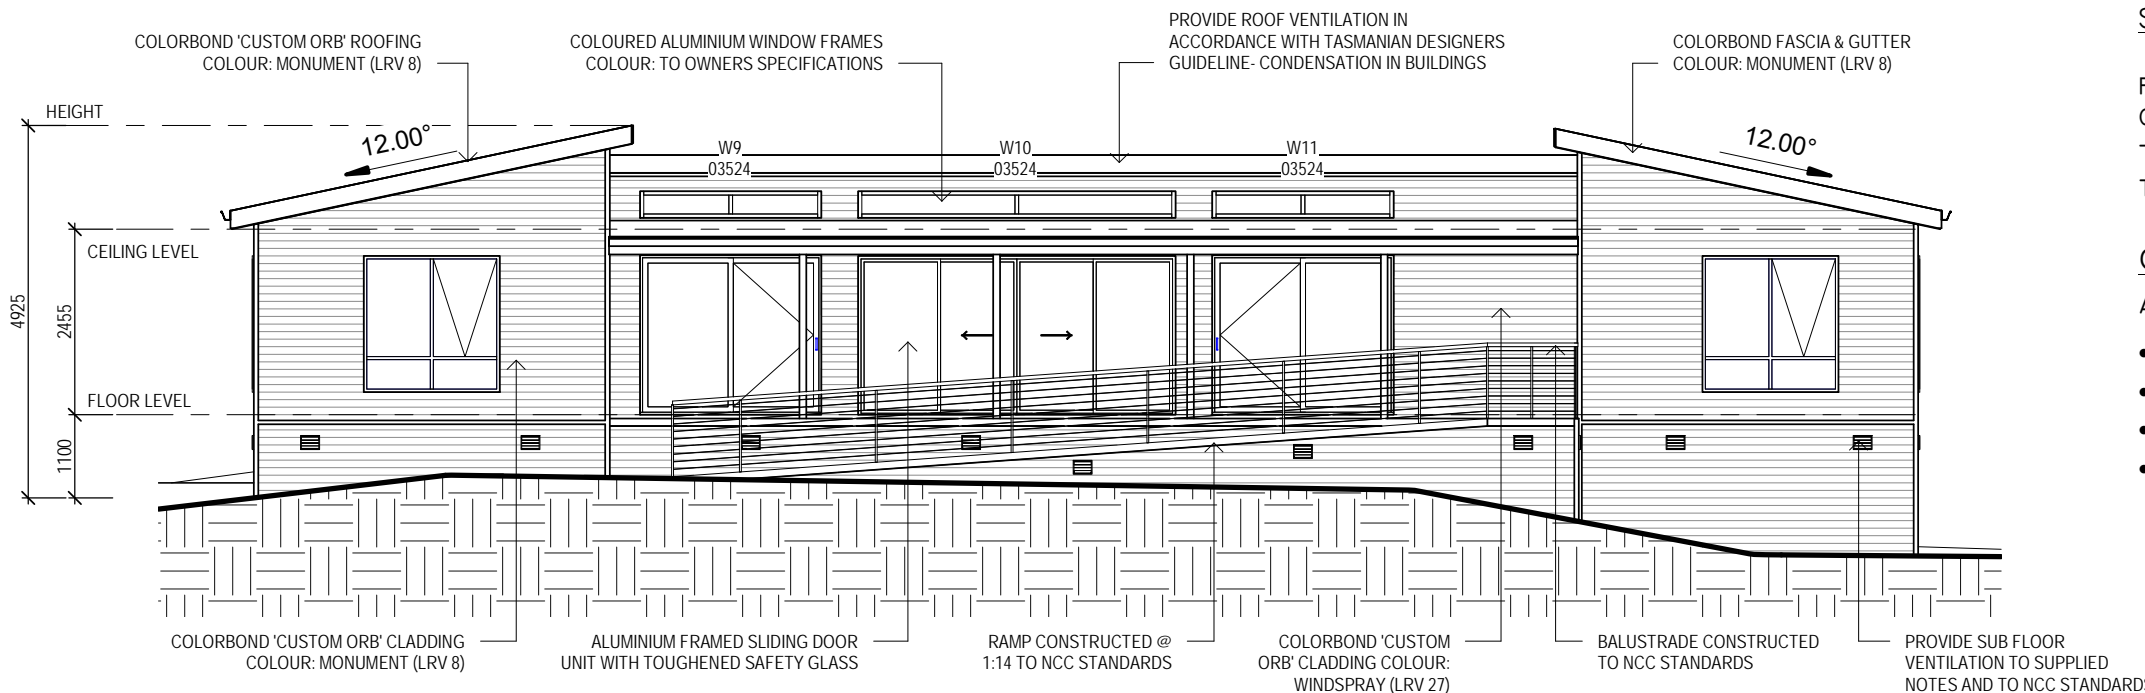 COLORBOND 'CUSTOM ORB' ROOFING
COLOUR: MONUMENT (LRV 8)
COLOURED ALUMINIUM WINDOW FRAMES
COLOUR: TO OWNERS SPECIFICATIONS
PROVIDE ROOF VENTILATION IN
ACCORDANCE WITH TASMANIAN DESIGNERS
GUIDELINE- CONDENSATION IN BUILDINGS
COLORBOND FASCIA & GUTTER
COLOUR: MONUMENT (LRV 8)
HEIGHT
12.00°
12.00°
W9
03524
W10
03524
W11
03524
CEILING LEVEL
4925
2455
FLOOR LEVEL
1100
COLORBOND 'CUSTOM ORB' CLADDING
COLOUR: MONUMENT (LRV 8)
ALUMINIUM FRAMED SLIDING DOOR
UNIT WITH TOUGHENED SAFETY GLASS
RAMP CONSTRUCTED @
1:14 TO NCC STANDARDS
COLORBOND 'CUSTOM
ORB' CLADDING COLOUR:
WINDSPRAY (LRV 27)
BALUSTRADE CONSTRUCTED
TO NCC STANDARDS
PROVIDE SUB FLOOR
VENTILATION TO SUPPLIED
NOTES AND TO NCC STANDARDS